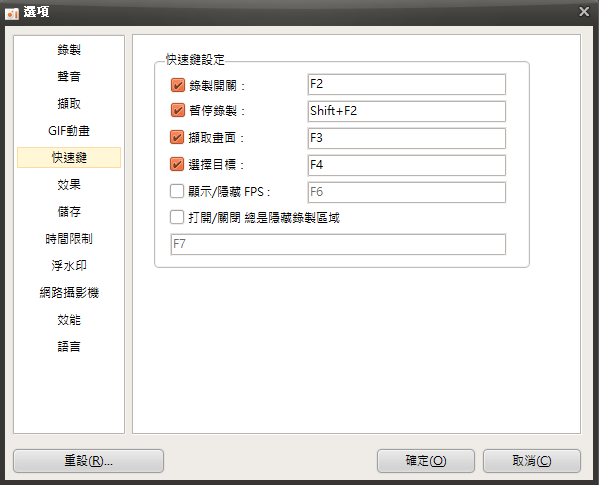 選項
錄製
聲音
擷取
GIF動畫
快速鍵
效果
儲存
時間限制
浮水印
網路攝影機
效能
語言
快速鍵設定
錄製開關 : F2
暫停錄製 : Shift+F2
擷取畫面 : F3
選擇目標 : F4
顯示/隱藏 FPS : F6
打開/關閉 總是隱藏錄製區域
F7
重設(R)... 確定(O) 取消(C)